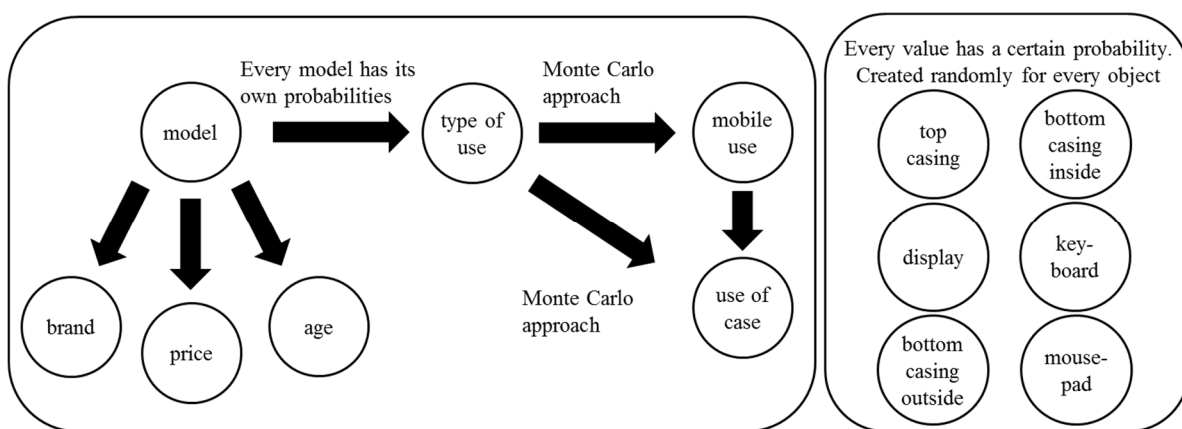 Every model has its
own probabilities
Monte Carlo
approach
model
type of
use
mobile
use
brand
price
age
Monte Carlo
approach
use of
case
Every value has a certain probability.
Created randomly for every object
top
casing
bottom
casing
inside
display
key-
board
bottom
casing
outside
mouse-
pad